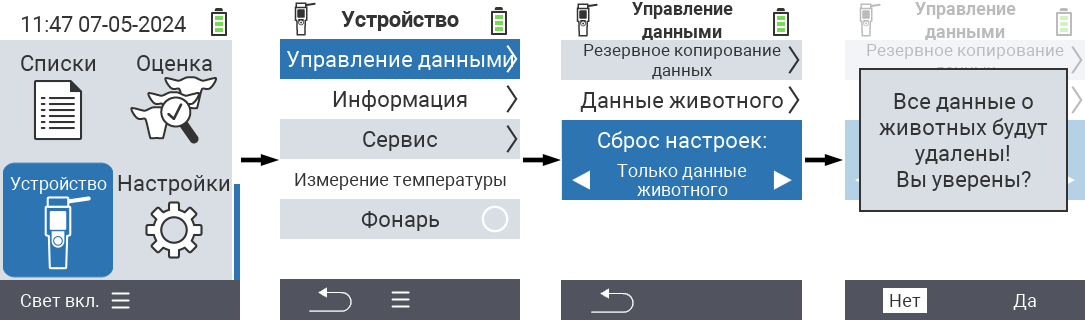 11:47 07-05-2024
Списки
Оценка
Устройство
Настройки
Свет вкл.
Устройство
Управление данными
Информация
Сервис
Измерение температуры
Фонарь
Управление
данными
Резервное копирование
данных
Данные животного
Сброс настроек:
Только данные
животного
Управление
данными
Резервное копирование
Все данные о
животных будут
удалены!
Вы уверены?
Нет
Да